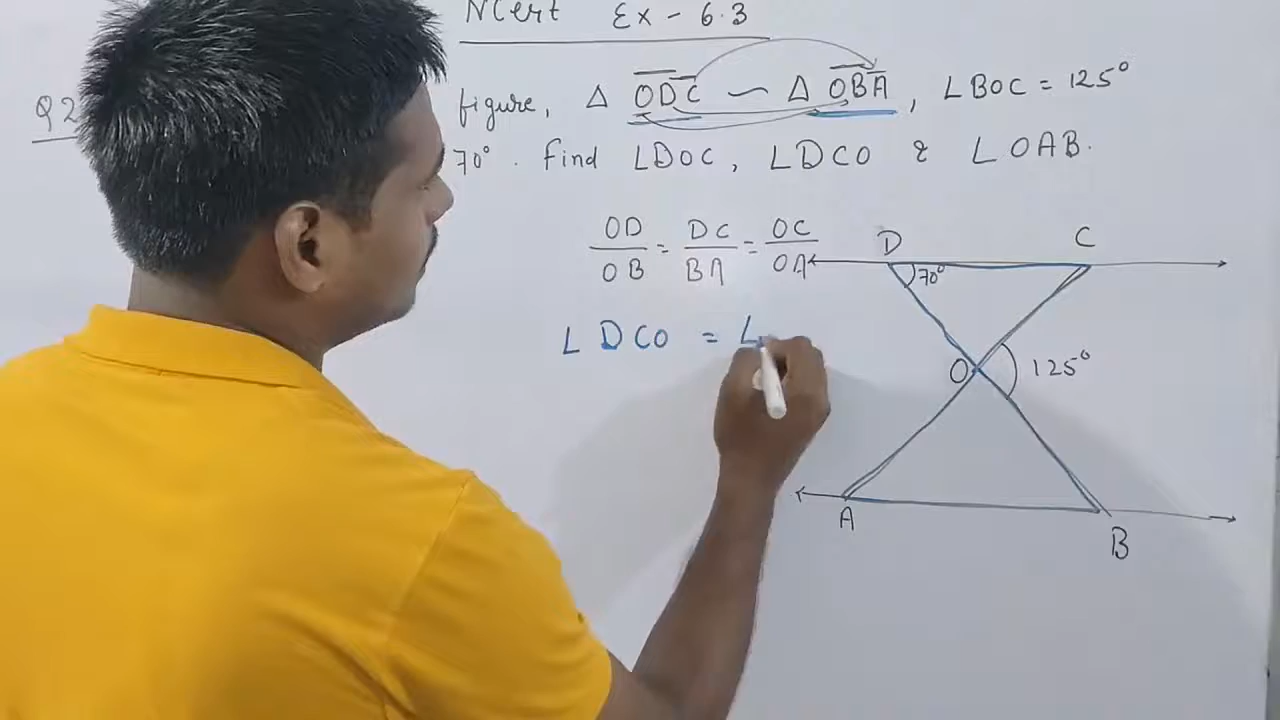 NCert Ex - 6.3
Q2 figure, Δ ODC ~ Δ OBA, ∠BOC = 125°
70°. Find ∠DOC, ∠DCO & ∠OAB.
OD/OB = DC/BA = OC/OA
∠DCO = ∠
D C
70°
O 125°
A B